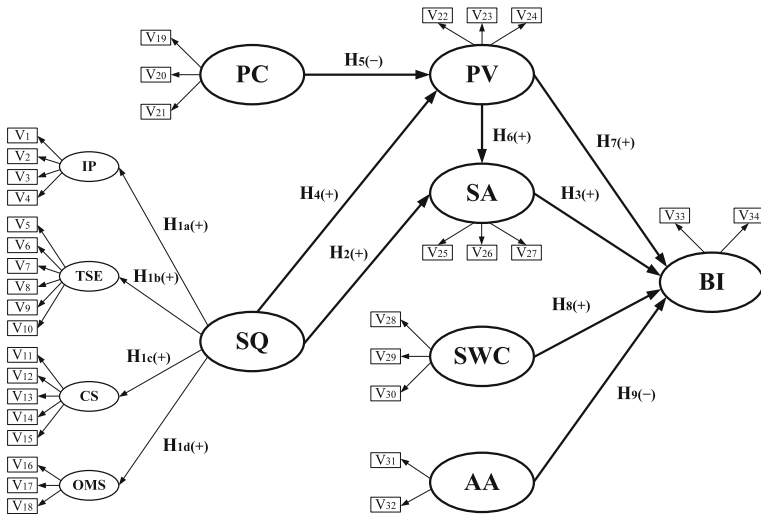 V22
V23
V24
V19
V20
V21
PC
H5(−)
PV
H6(+)
H7(+)
V1
V2
V3
V4
IP
H1a(+)
H4(+)
SA
H3(+)
V25
V26
V27
V33
V34
BI
V5
V6
V7
V8
V9
V10
TSE
H1b(+)
H2(+)
SQ
V28
V29
V30
SWC
H8(+)
V11
V12
V13
V14
V15
CS
H1c(+)
H9(−)
V16
V17
V18
OMS
H1d(+)
V31
V32
AA